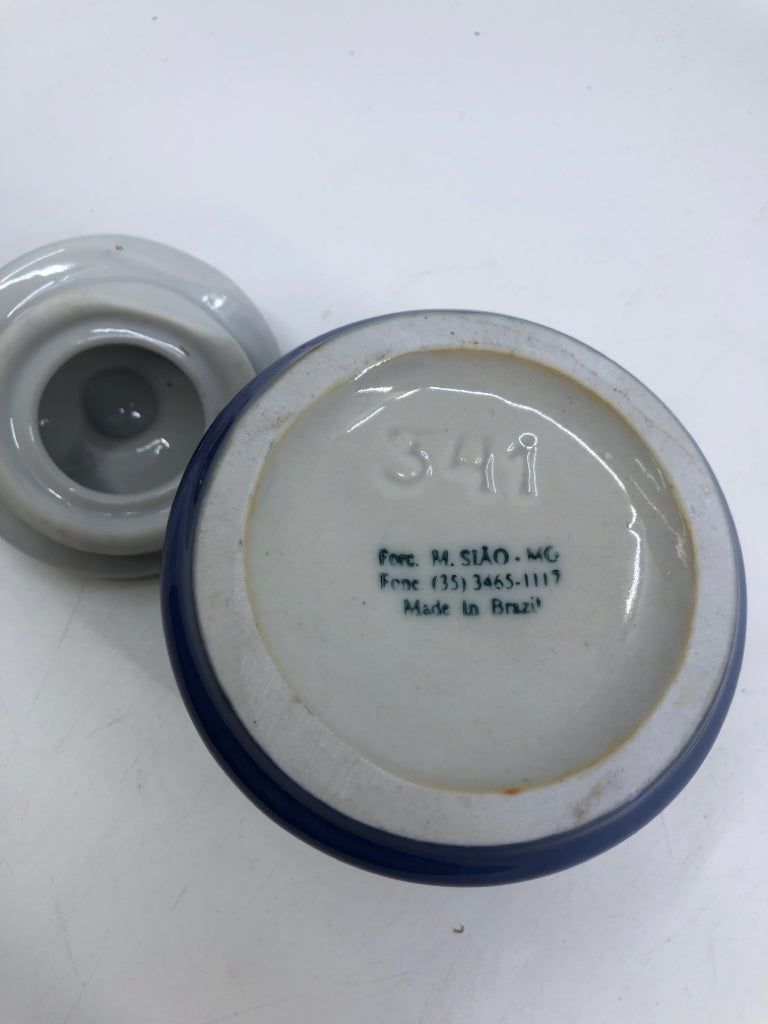 341
Porc. M. SIÃO - MG
Fone (35) 3465-1117
Made In Brazil